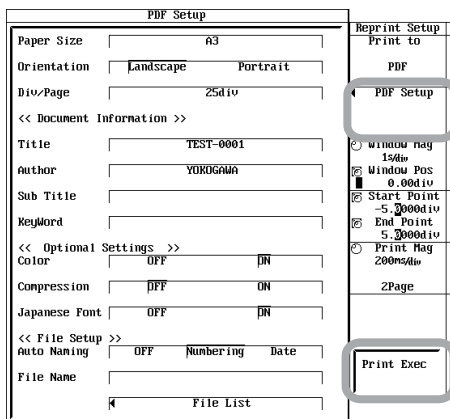 PDF Setup
Paper Size A3
Orientation Landscape Portrait
Div/Page 25div
<< Document Information >>
Title TEST-0001
Author YOKOGAWA
Sub Title
KeyWord
<< Optional Settings >>
Color OFF ON
Compression OFF ON
Japanese Font OFF ON
<< File Setup >>
Auto Naming OFF Numbering Date
File Name
File List
Reprint Setup
Print to
PDF
PDF Setup
Window Mag
1s/div
Window Pos
0.00div
Start Point
-5.0000div
End Point
5.0000div
Print Mag
200ms/div
2Page
Print Exec